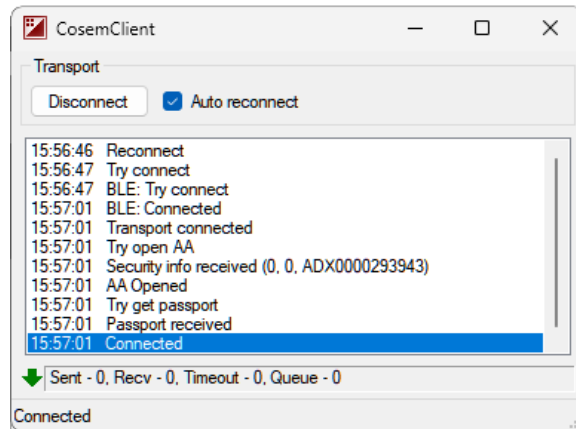 CosemClient
Transport
Disconnect Auto reconnect
15:56:46 Reconnect
15:56:47 Try connect
15:56:47 BLE: Try connect
15:57:01 BLE: Connected
15:57:01 Transport connected
15:57:01 Try open AA
15:57:01 Security info received (0, 0, ADX0000293943)
15:57:01 AA Opened
15:57:01 Try get passport
15:57:01 Passport received
15:57:01 Connected
Sent - 0, Recv - 0, Timeout - 0, Queue - 0
Connected